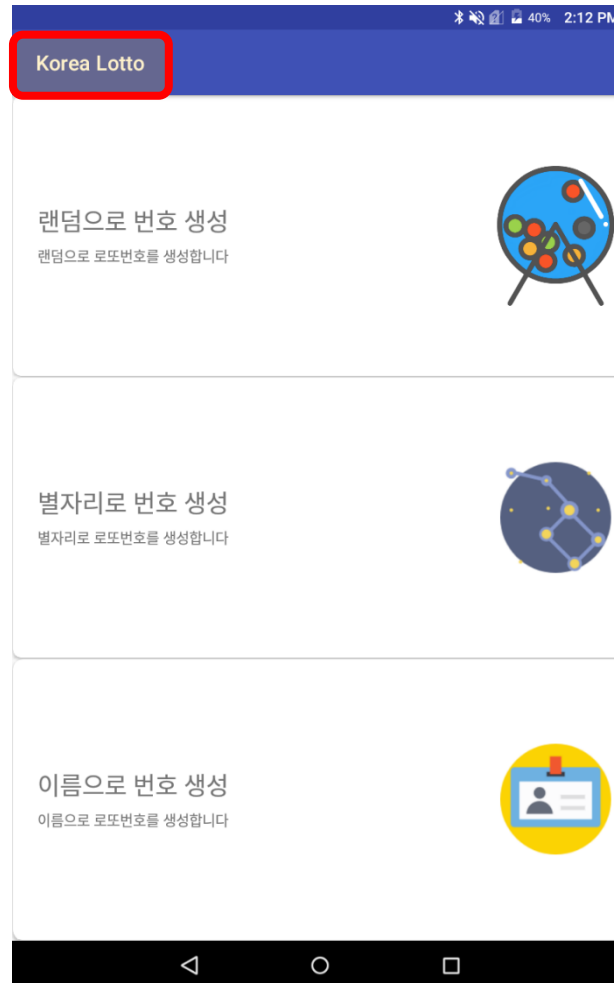 40% 2:12 PM
Korea Lotto
랜덤으로 번호 생성
랜덤으로 로또번호를 생성합니다
별자리로 번호 생성
별자리로 로또번호를 생성합니다
이름으로 번호 생성
이름으로 로또번호를 생성합니다